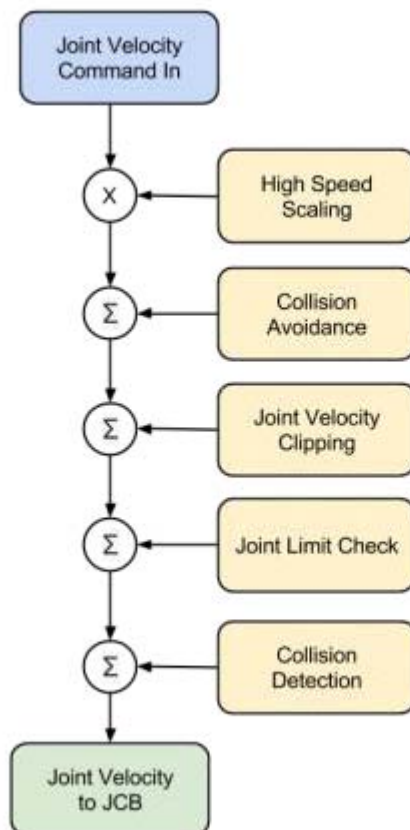 Joint Velocity
Command In
X
High Speed
Scaling
Σ
Collision
Avoidance
Σ
Joint Velocity
Clipping
Σ
Joint Limit Check
Σ
Collision
Detection
Joint Velocity
to JCB